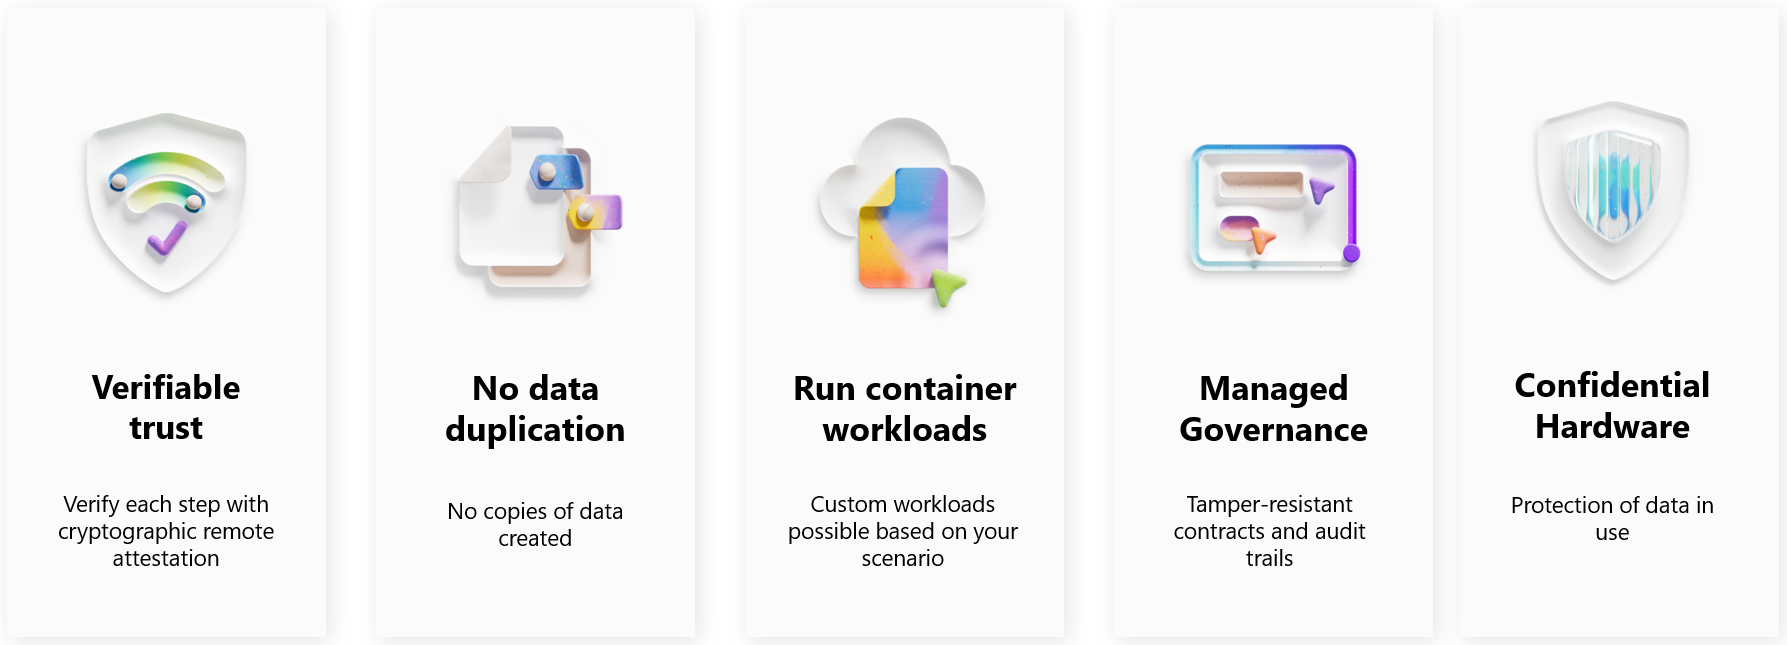 Verifiable
trust
Verify each step with
cryptographic remote
attestation
No data
duplication
No copies of data
created
Run container
workloads
Custom workloads
possible based on your
scenario
Managed
Governance
Tamper-resistant
contracts and audit
trails
Confidential
Hardware
Protection of data in
use